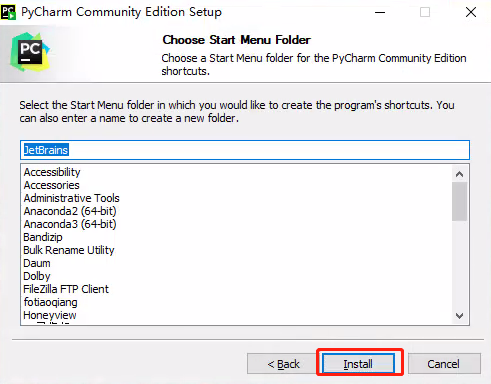 PyCharm Community Edition Setup
PC
Choose Start Menu Folder
Choose a Start Menu folder for the PyCharm Community Edition
shortcuts.
Select the Start Menu folder in which you would like to create the program's shortcuts. You
can also enter a name to create a new folder.
JetBrains
Accessibility
Accessories
Administrative Tools
Anaconda2 (64-bit)
Anaconda3 (64-bit)
Bandizip
Bulk Rename Utility
Daum
Dolby
FileZilla FTP Client
fotiaoqiang
Honeyview
< Back
Install
Cancel